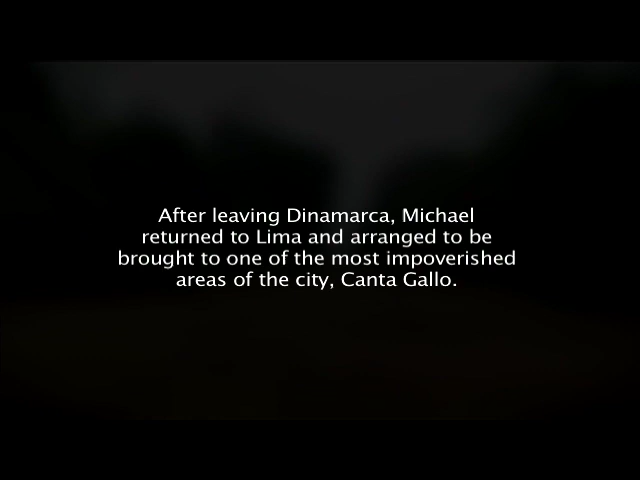 After leaving Dinamarca, Michael
returned to Lima and arranged to be
brought to one of the most impoverished
areas of the city, Canta Gallo.